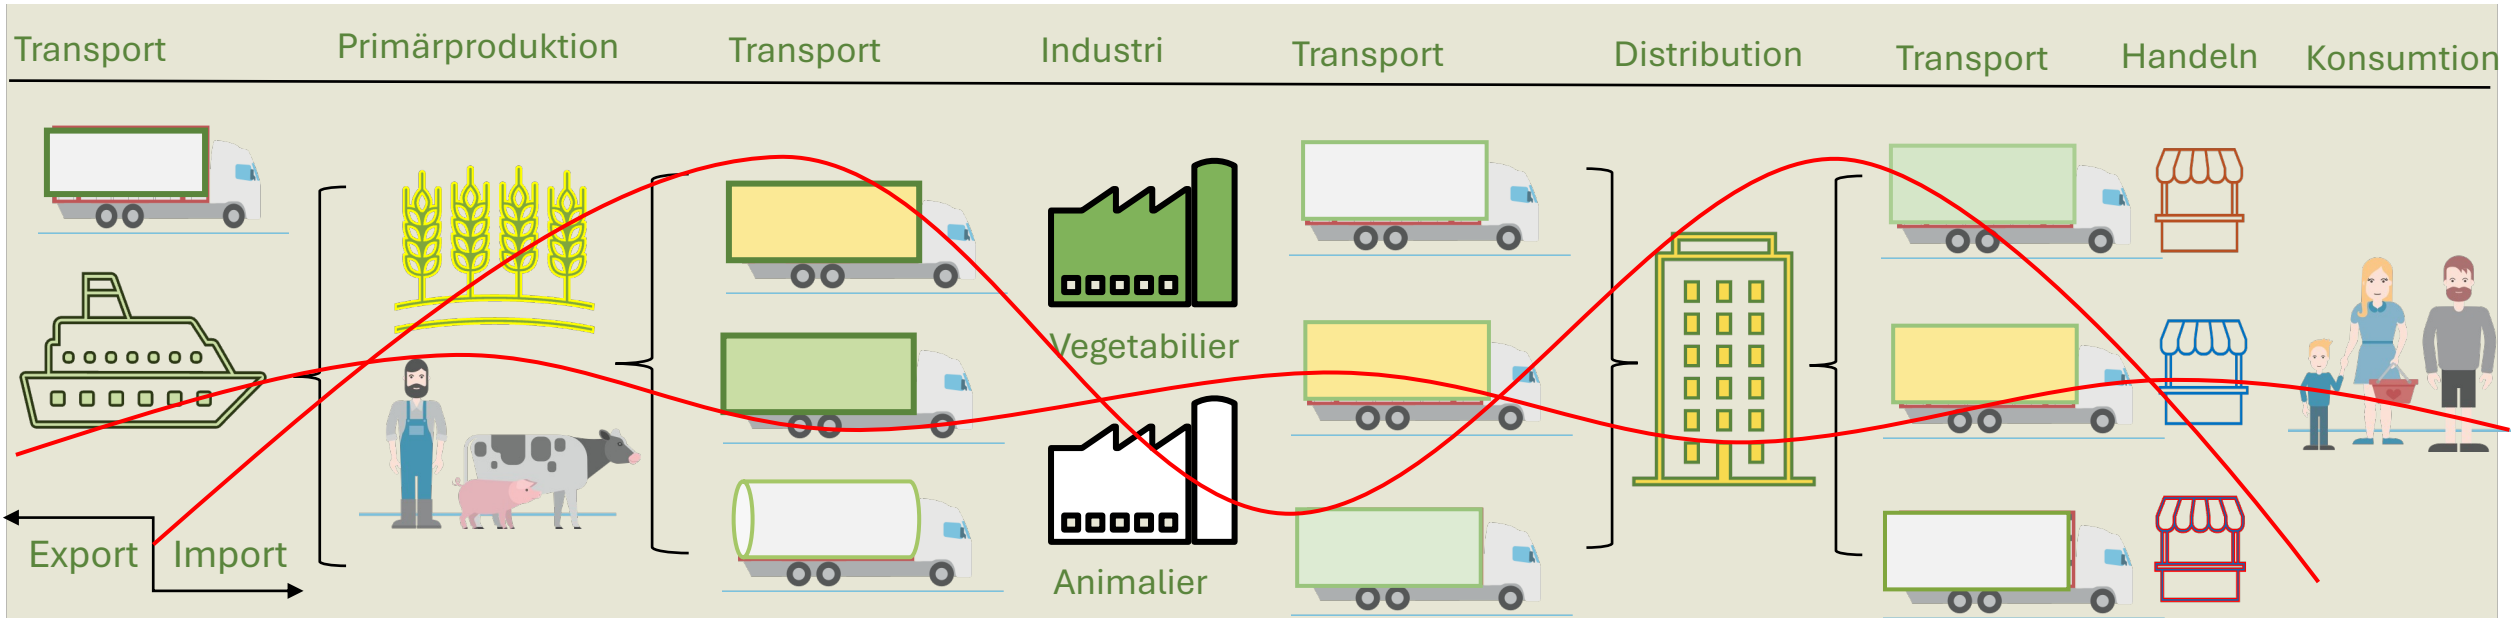 Transport
Primärproduktion
Transport
Industri
Transport
Distribution
Transport
Handeln
Konsumtion
Vegetabilier
Export
Import
Animalier